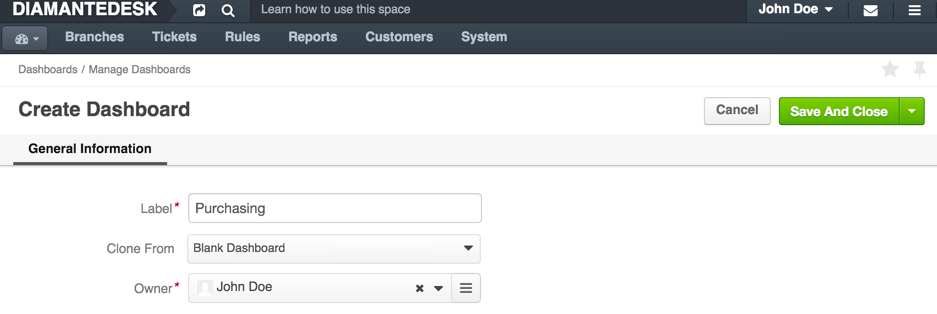 DIAMANTEDESK Learn how to use this space John Doe
Branches Tickets Rules Reports Customers System
Dashboards / Manage Dashboards
Create Dashboard Cancel Save And Close
General Information
Label* Purchasing
Clone From Blank Dashboard
Owner* John Doe